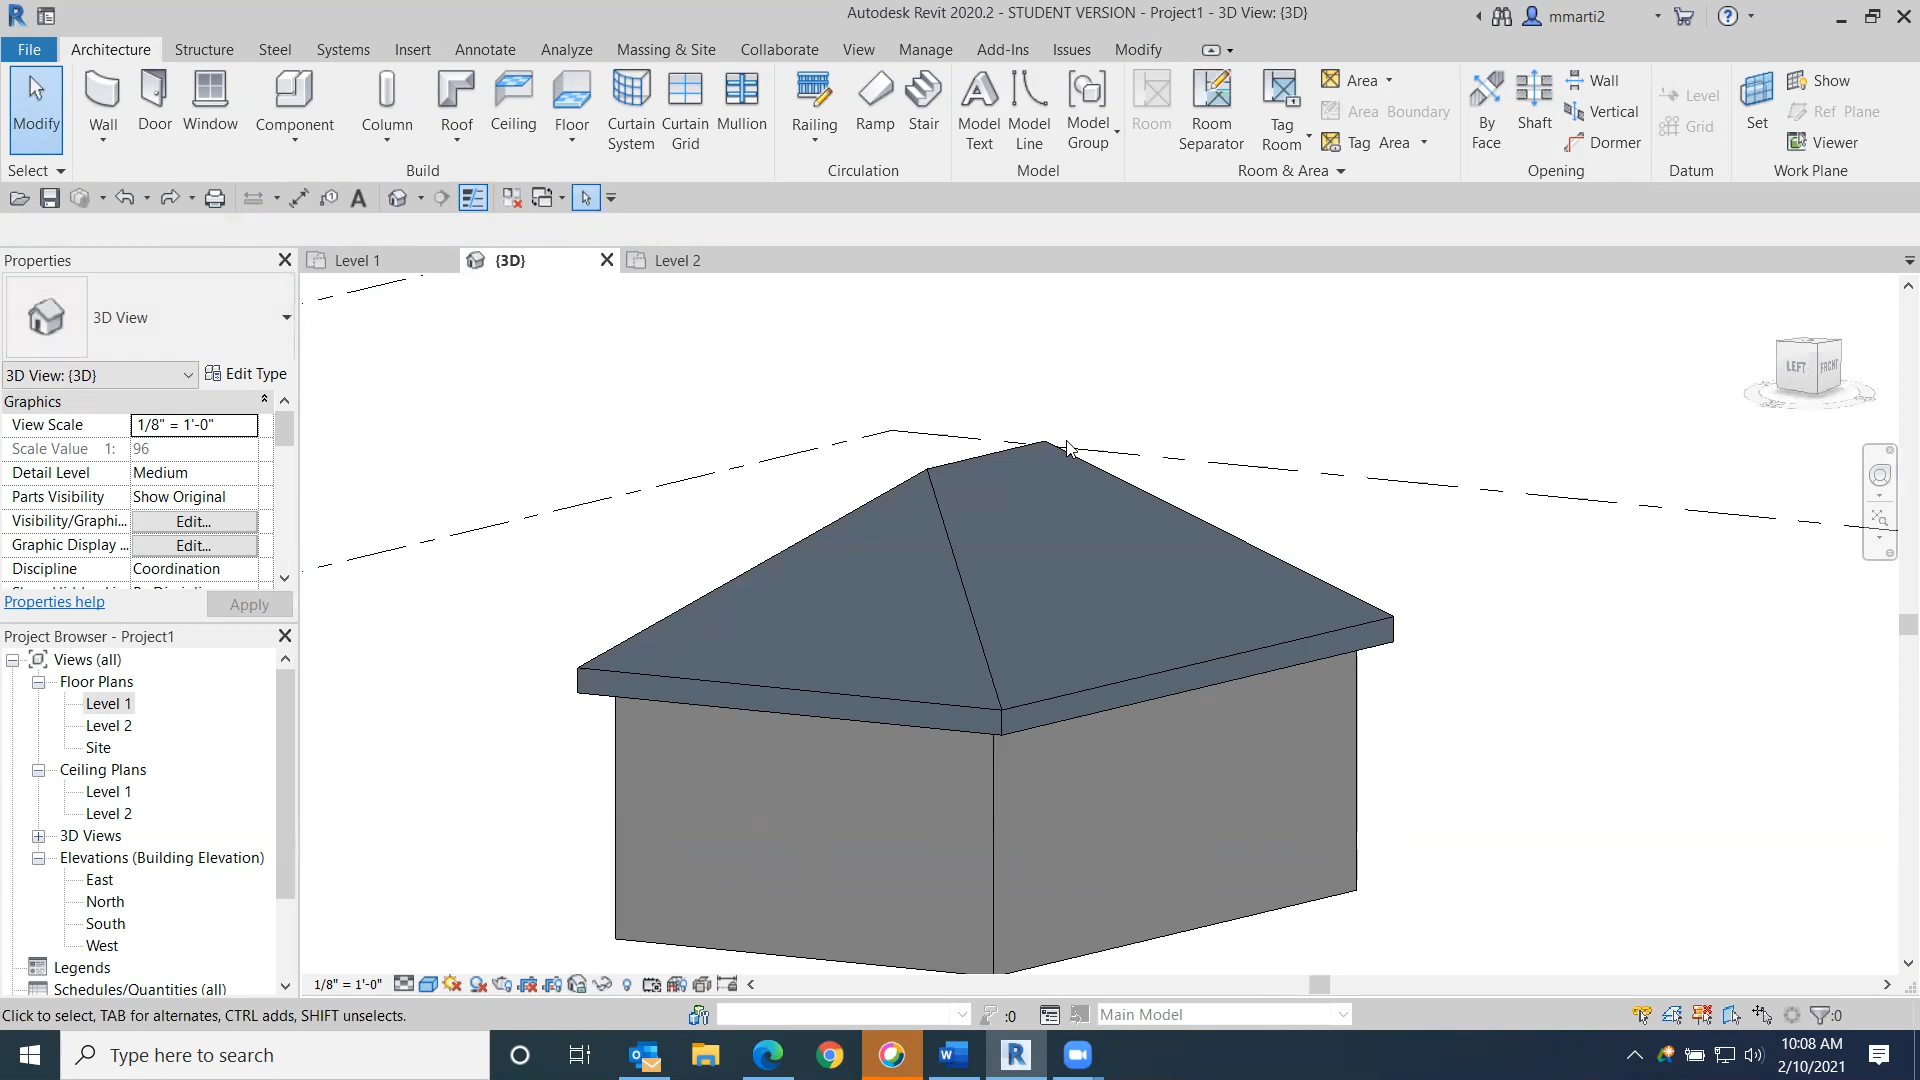 Autodesk Revit 2020.2 - STUDENT VERSION - Project1 - 3D View: {3D}
mmarti2
File Architecture Structure Steel Systems Insert Annotate Analyze Massing & Site Collaborate View Manage Add-Ins Issues Modify
Modify
Wall
Door
Window
Component
Column
Roof
Ceiling
Floor
Curtain System
Curtain Grid
Mullion
Railing
Ramp
Stair
Model Text
Model Line
Model Group
Room
Room Separator
Tag Room
Area
Area Boundary
Tag Area
By Face
Shaft
Wall
Vertical
Dormer
Level
Grid
Set
Show
Ref Plane
Viewer
Select Build Circulation Model Room & Area Opening Datum Work Plane
Properties
Level 1 {3D} Level 2
3D View
3D View: {3D} Edit Type
Graphics
View Scale 1/8" = 1'-0"
Scale Value 1: 96
Detail Level Medium
Parts Visibility Show Original
Visibility/Graphi... Edit...
Graphic Display ... Edit...
Discipline Coordination
Properties help Apply
LEFT FRONT
Project Browser - Project1
Views (all)
Floor Plans
Level 1
Level 2
Site
Ceiling Plans
Level 1
Level 2
3D Views
Elevations (Building Elevation)
East
North
South
West
Legends
Schedules/Quantities (all)
1/8" = 1'-0"
Click to select, TAB for alternates, CTRL adds, SHIFT unselects.
:0
Main Model
:0
Type here to search
10:08 AM
2/10/2021